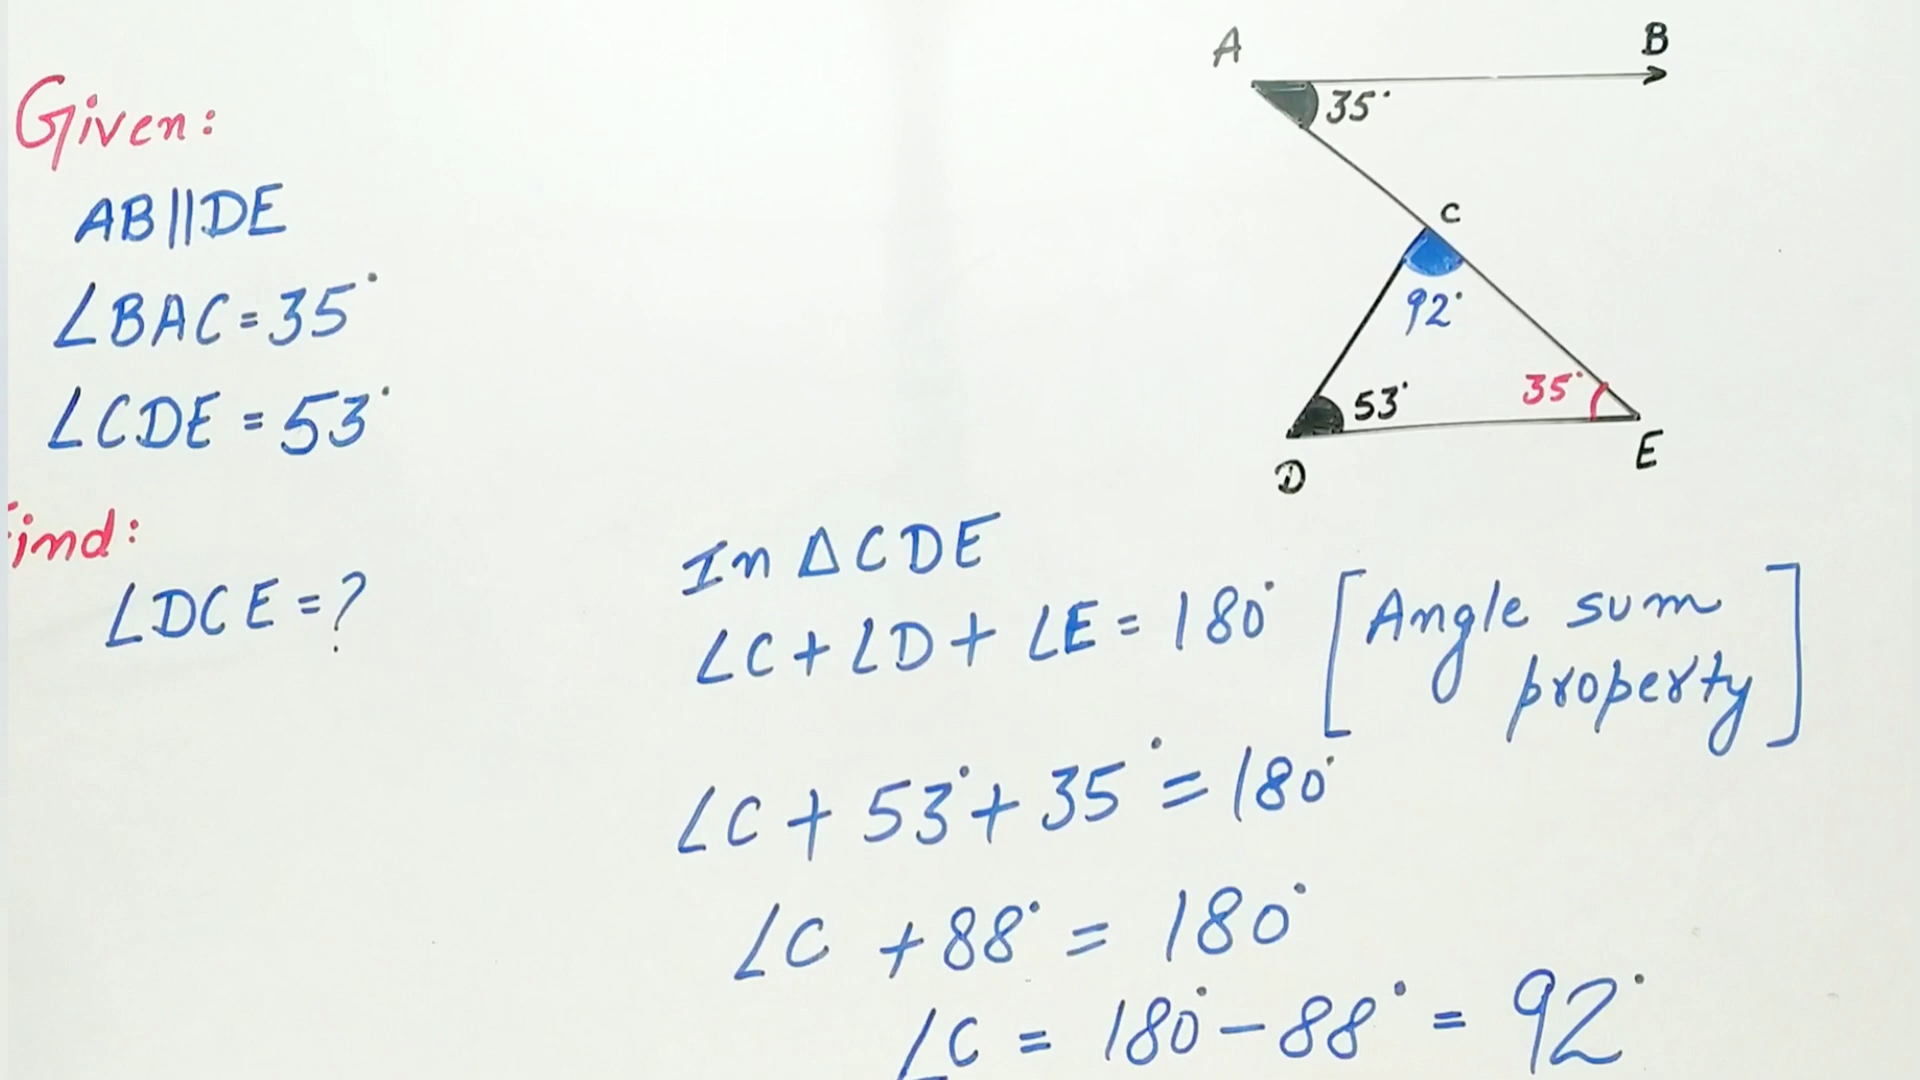 Given:
AB||DE
∠BAC = 35°
∠CDE = 53°
ind:
∠DCE = ?
A
B
35°
C
92°
53°
35°
D
E
In △CDE
∠C + ∠D + ∠E = 180° [Angle sum
property]
∠C + 53° + 35° = 180°
∠C + 88° = 180°
∠C = 180° - 88° = 92°